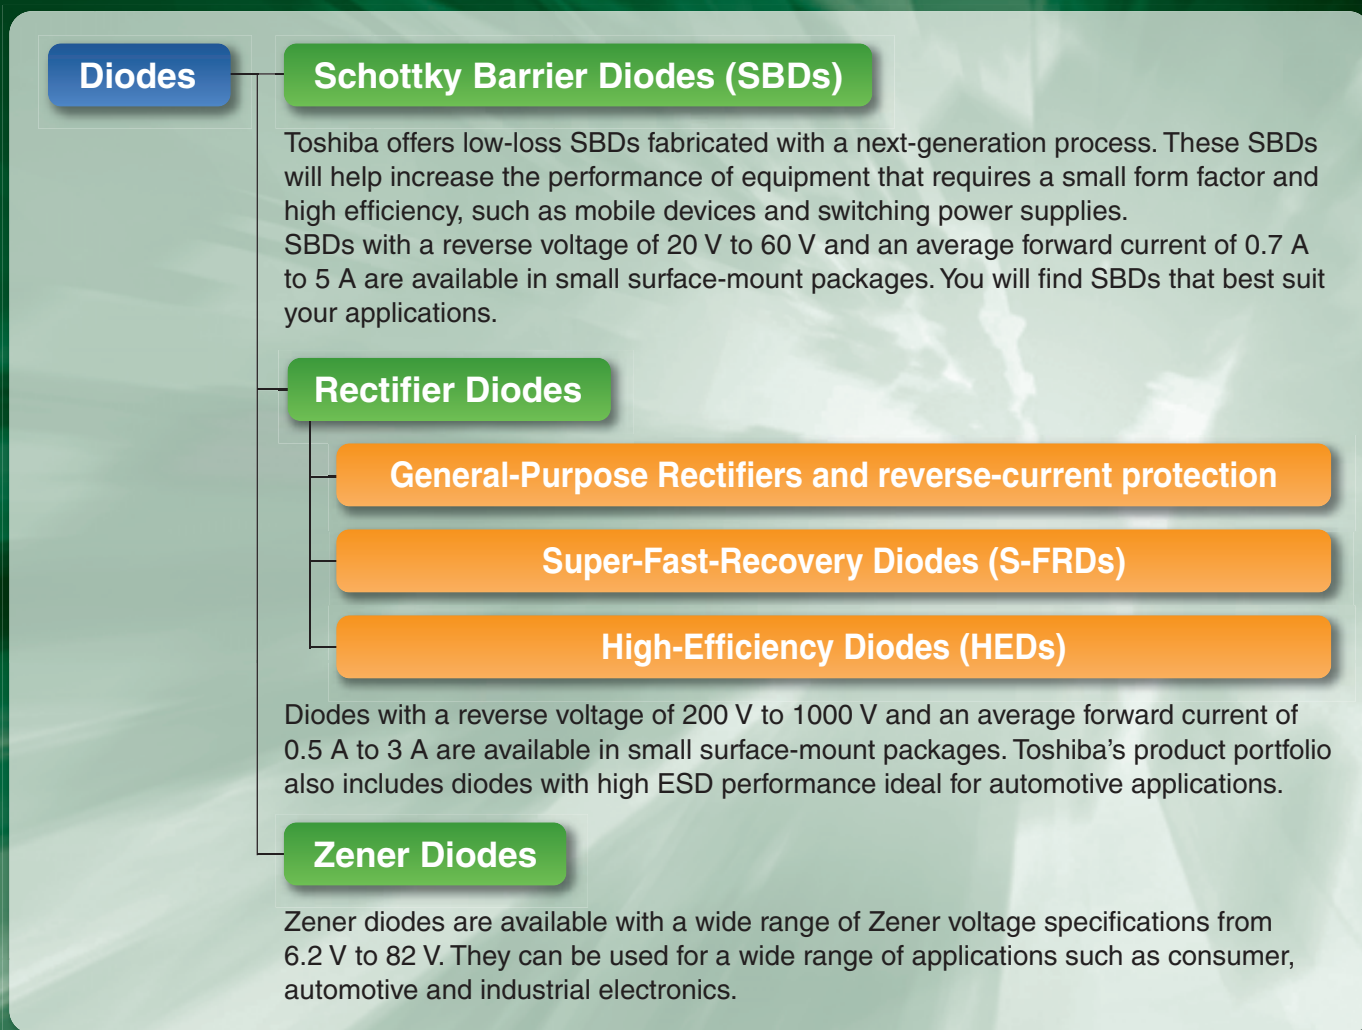 Diodes
Schottky Barrier Diodes (SBDs)
Toshiba offers low-loss SBDs fabricated with a next-generation process. These SBDs
will help increase the performance of equipment that requires a small form factor and
high efficiency, such as mobile devices and switching power supplies.
SBDs with a reverse voltage of 20 V to 60 V and an average forward current of 0.7 A
to 5 A are available in small surface-mount packages. You will find SBDs that best suit
your applications.
Rectifier Diodes
General-Purpose Rectifiers and reverse-current protection
Super-Fast-Recovery Diodes (S-FRDs)
High-Efficiency Diodes (HEDs)
Diodes with a reverse voltage of 200 V to 1000 V and an average forward current of
0.5 A to 3 A are available in small surface-mount packages. Toshiba’s product portfolio
also includes diodes with high ESD performance ideal for automotive applications.
Zener Diodes
Zener diodes are available with a wide range of Zener voltage specifications from
6.2 V to 82 V. They can be used for a wide range of applications such as consumer,
automotive and industrial electronics.